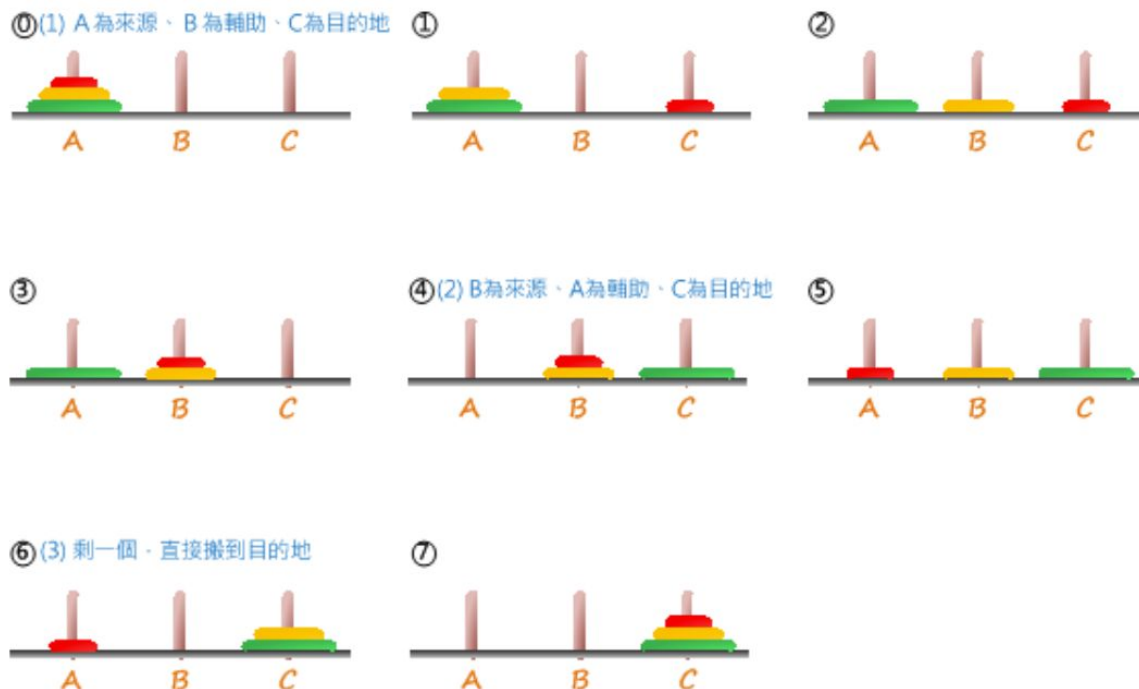 ⓪(1) A為來源、B為輔助、C為目的地
①
②
A B C
A B C
A B C
③
④(2) B為來源、A為輔助、C為目的地
⑤
A B C
A B C
A B C
⑥(3) 剩一個,直接搬到目的地
⑦
A B C
A B C